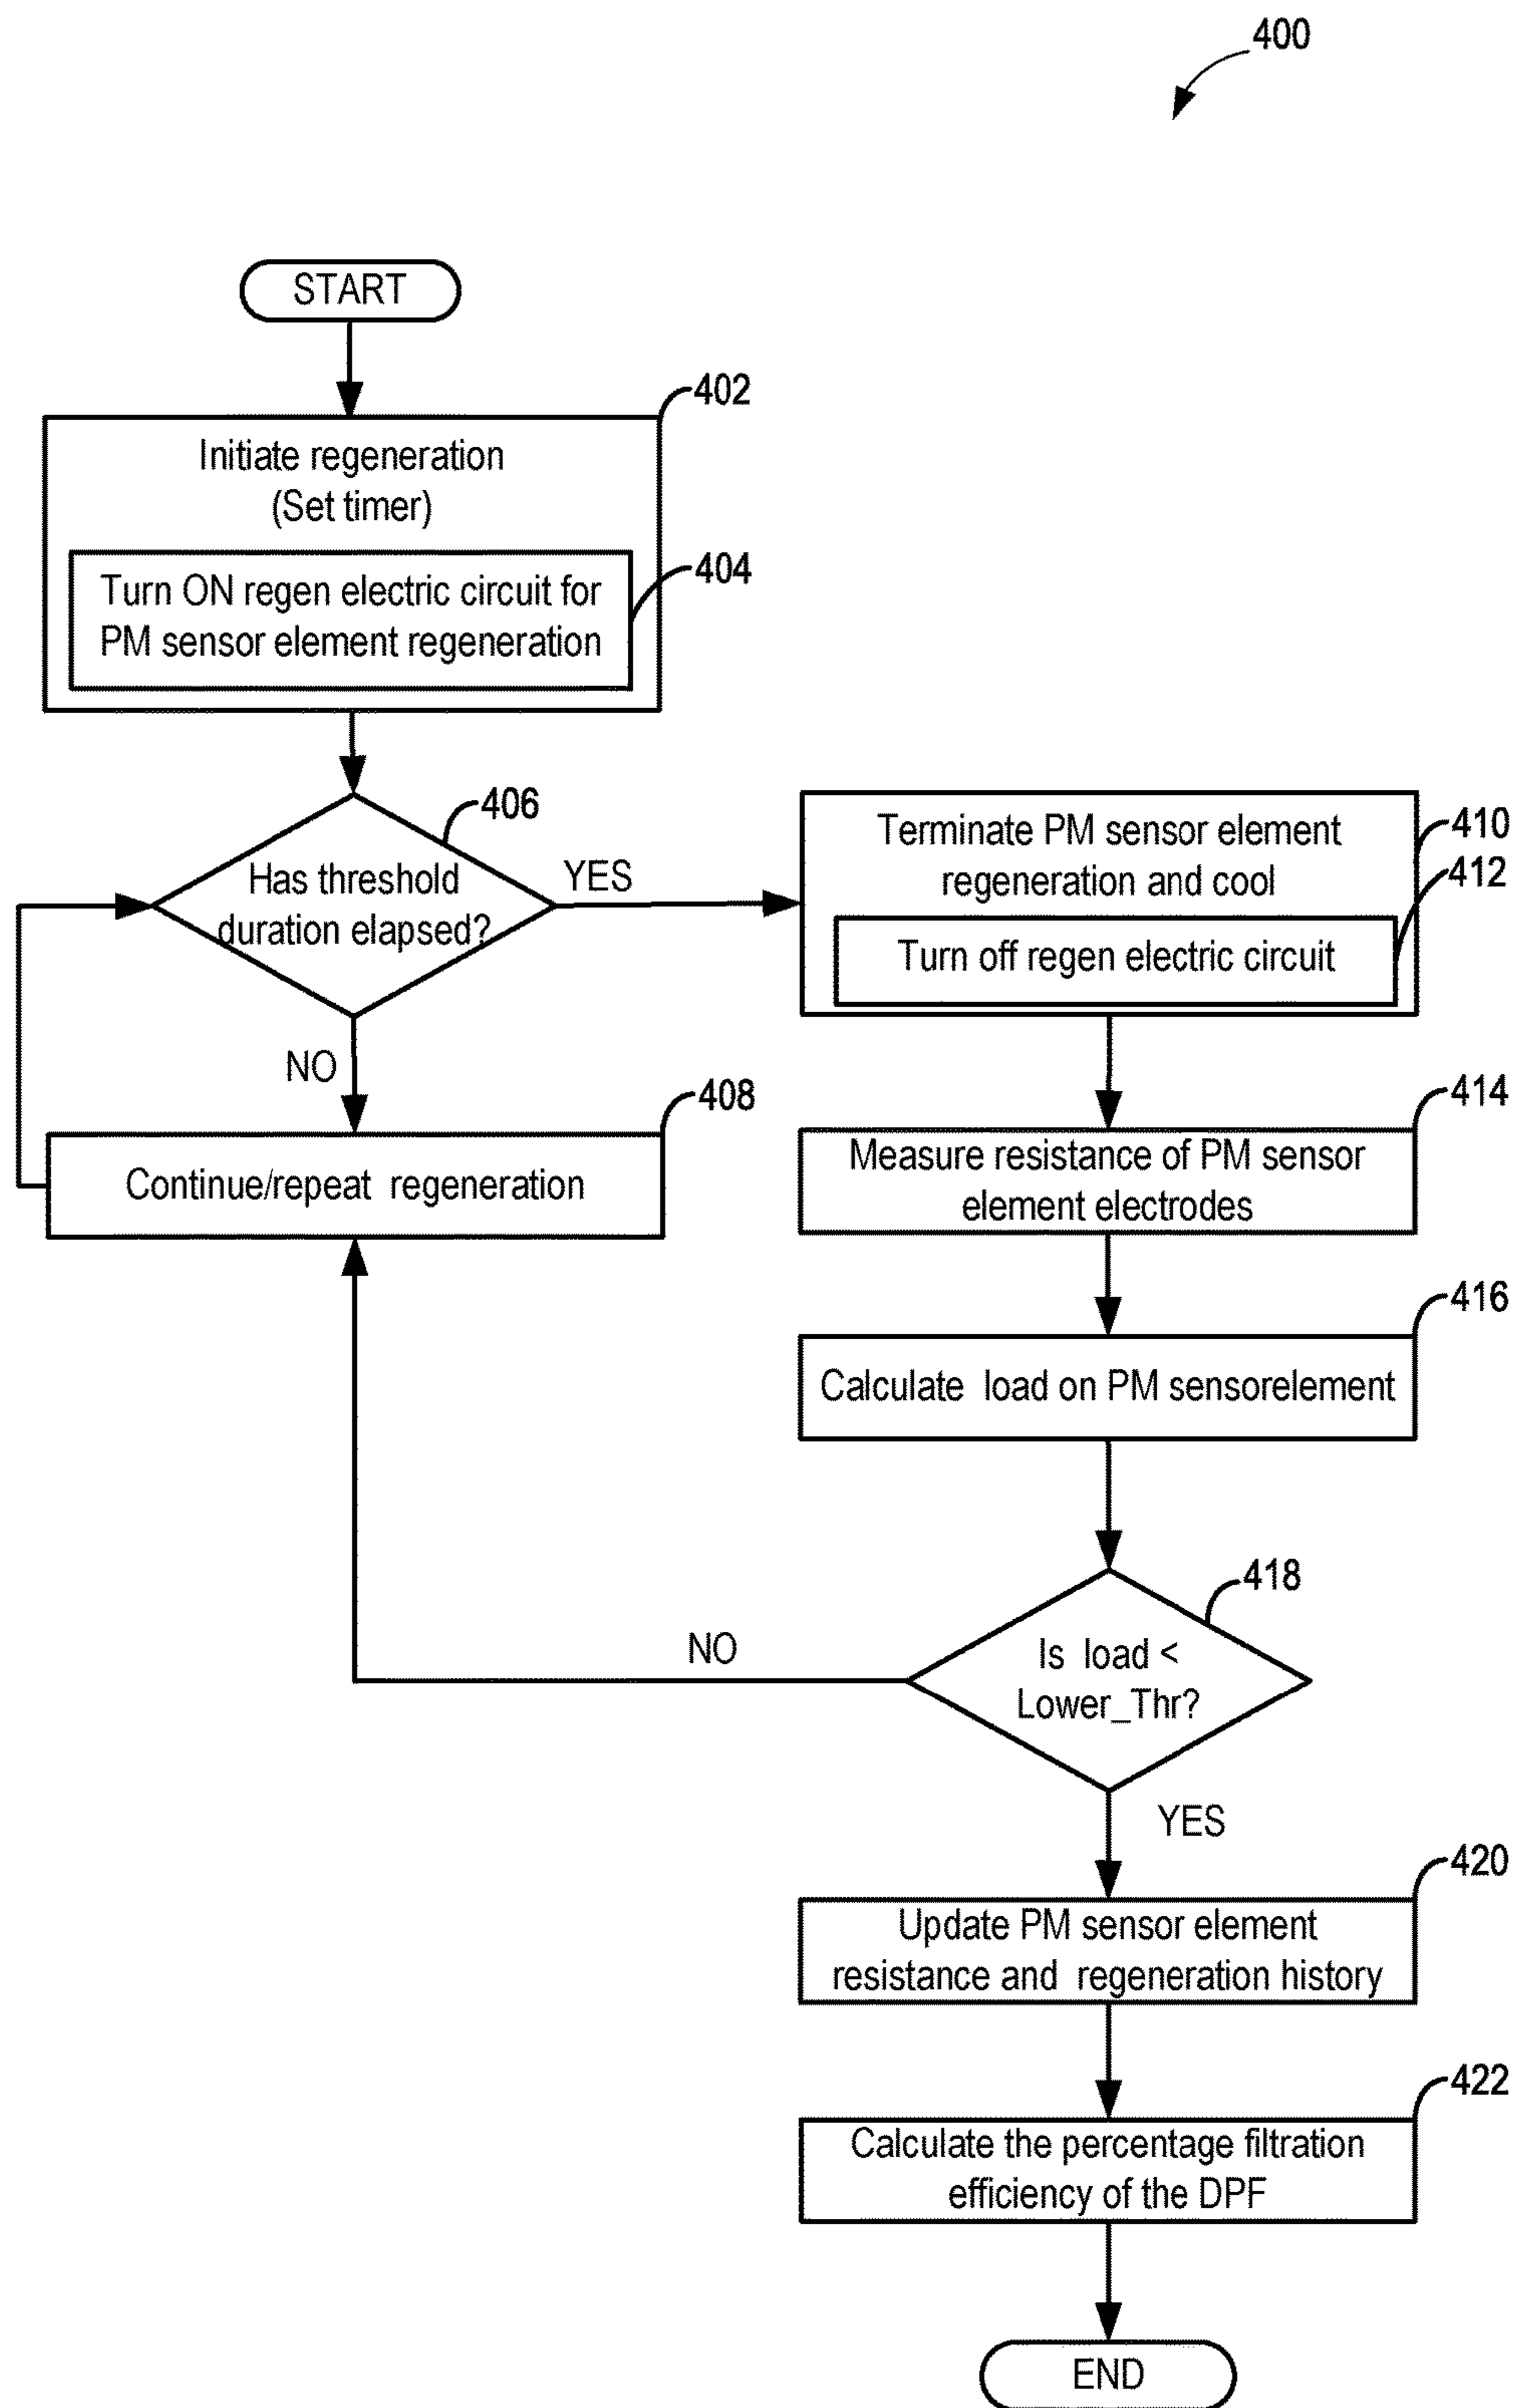 400
START
402
Initiate regeneration
(Set timer)
404
Turn ON regen electric circuit for
PM sensor element regeneration
406
Has threshold
duration elapsed?
YES
NO
408
Continue/repeat regeneration
410
Terminate PM sensor element
regeneration and cool
412
Turn off regen electric circuit
414
Measure resistance of PM sensor
element electrodes
416
Calculate load on PM sensorelement
418
Is load <
Lower_Thr?
NO
YES
420
Update PM sensor element
resistance and regeneration history
422
Calculate the percentage filtration
efficiency of the DPF
END